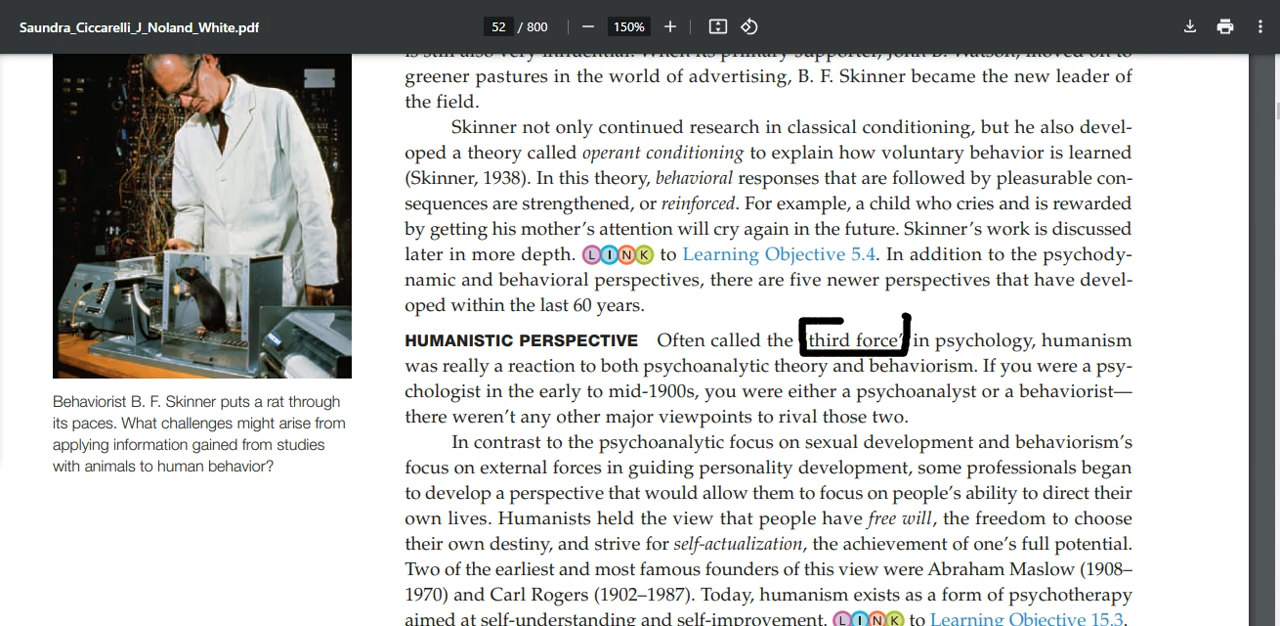 Saundra_Ciccarelli_J_Noland_White.pdf
52 / 800
150%
is still also very influential. When its primary supporter, John B. Watson, moved on to
greener pastures in the world of advertising, B. F. Skinner became the new leader of
the field.
Skinner not only continued research in classical conditioning, but he also devel-
oped a theory called operant conditioning to explain how voluntary behavior is learned
(Skinner, 1938). In this theory, behavioral responses that are followed by pleasurable con-
sequences are strengthened, or reinforced. For example, a child who cries and is rewarded
by getting his mother’s attention will cry again in the future. Skinner’s work is discussed
later in more depth. LINK to Learning Objective 5.4. In addition to the psychody-
namic and behavioral perspectives, there are five newer perspectives that have devel-
oped within the last 60 years.
HUMANISTIC PERSPECTIVE Often called the “third force” in psychology, humanism
was really a reaction to both psychoanalytic theory and behaviorism. If you were a psy-
chologist in the early to mid-1900s, you were either a psychoanalyst or a behaviorist—
there weren’t any other major viewpoints to rival those two.
In contrast to the psychoanalytic focus on sexual development and behaviorism’s
focus on external forces in guiding personality development, some professionals began
to develop a perspective that would allow them to focus on people’s ability to direct their
own lives. Humanists held the view that people have free will, the freedom to choose
their own destiny, and strive for self-actualization, the achievement of one’s full potential.
Two of the earliest and most famous founders of this view were Abraham Maslow (1908–
1970) and Carl Rogers (1902–1987). Today, humanism exists as a form of psychotherapy
aimed at self-understanding and self-improvement. LINK to Learning Objective 15.3.
Behaviorist B. F. Skinner puts a rat through
its paces. What challenges might arise from
applying information gained from studies
with animals to human behavior?